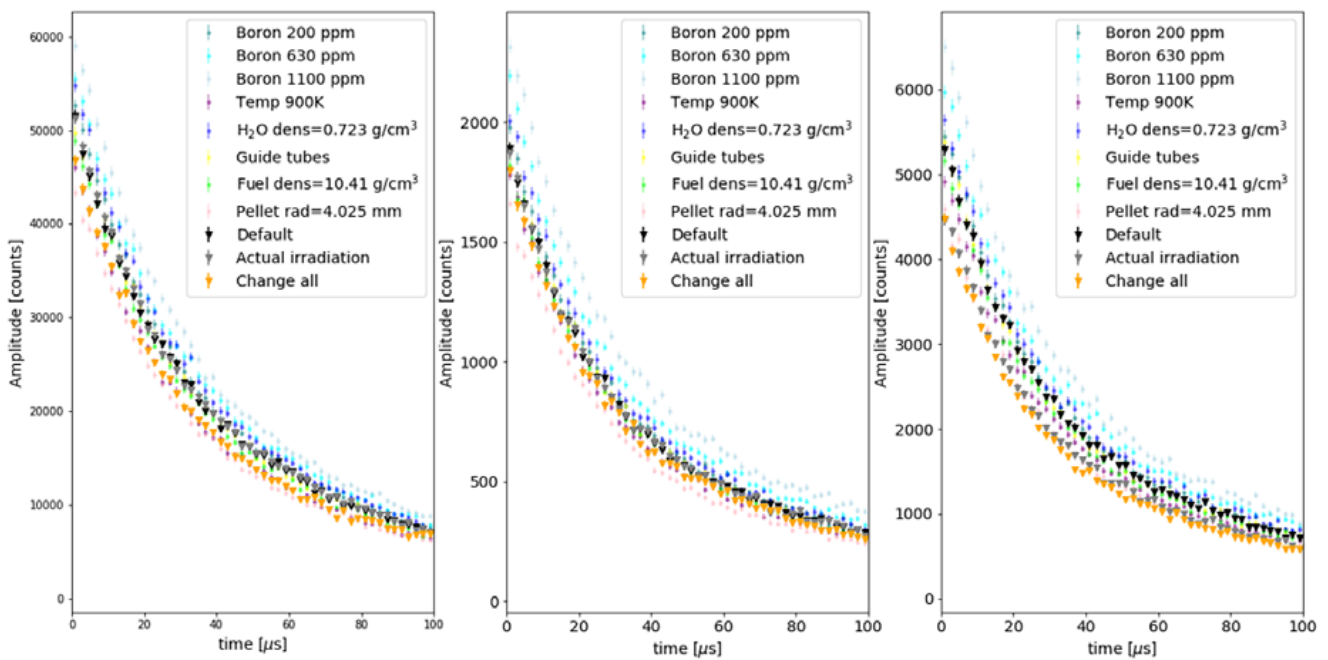 Amplitude [counts]
60000
50000
40000
30000
20000
10000
0
Boron 200 ppm
Boron 630 ppm
Boron 1100 ppm
Temp 900K
H₂O dens=0.723 g/cm³
Guide tubes
Fuel dens=10.41 g/cm³
Pellet rad=4.025 mm
Default
Actual irradiation
Change all
0 20 40 60 80 100
time [μs]
Amplitude [counts]
2000
1500
1000
500
0
Boron 200 ppm
Boron 630 ppm
Boron 1100 ppm
Temp 900K
H₂O dens=0.723 g/cm³
Guide tubes
Fuel dens=10.41 g/cm³
Pellet rad=4.025 mm
Default
Actual irradiation
Change all
0 20 40 60 80 100
time [μs]
Amplitude [counts]
6000
5000
4000
3000
2000
1000
0
Boron 200 ppm
Boron 630 ppm
Boron 1100 ppm
Temp 900K
H₂O dens=0.723 g/cm³
Guide tubes
Fuel dens=10.41 g/cm³
Pellet rad=4.025 mm
Default
Actual irradiation
Change all
0 20 40 60 80 100
time [μs]